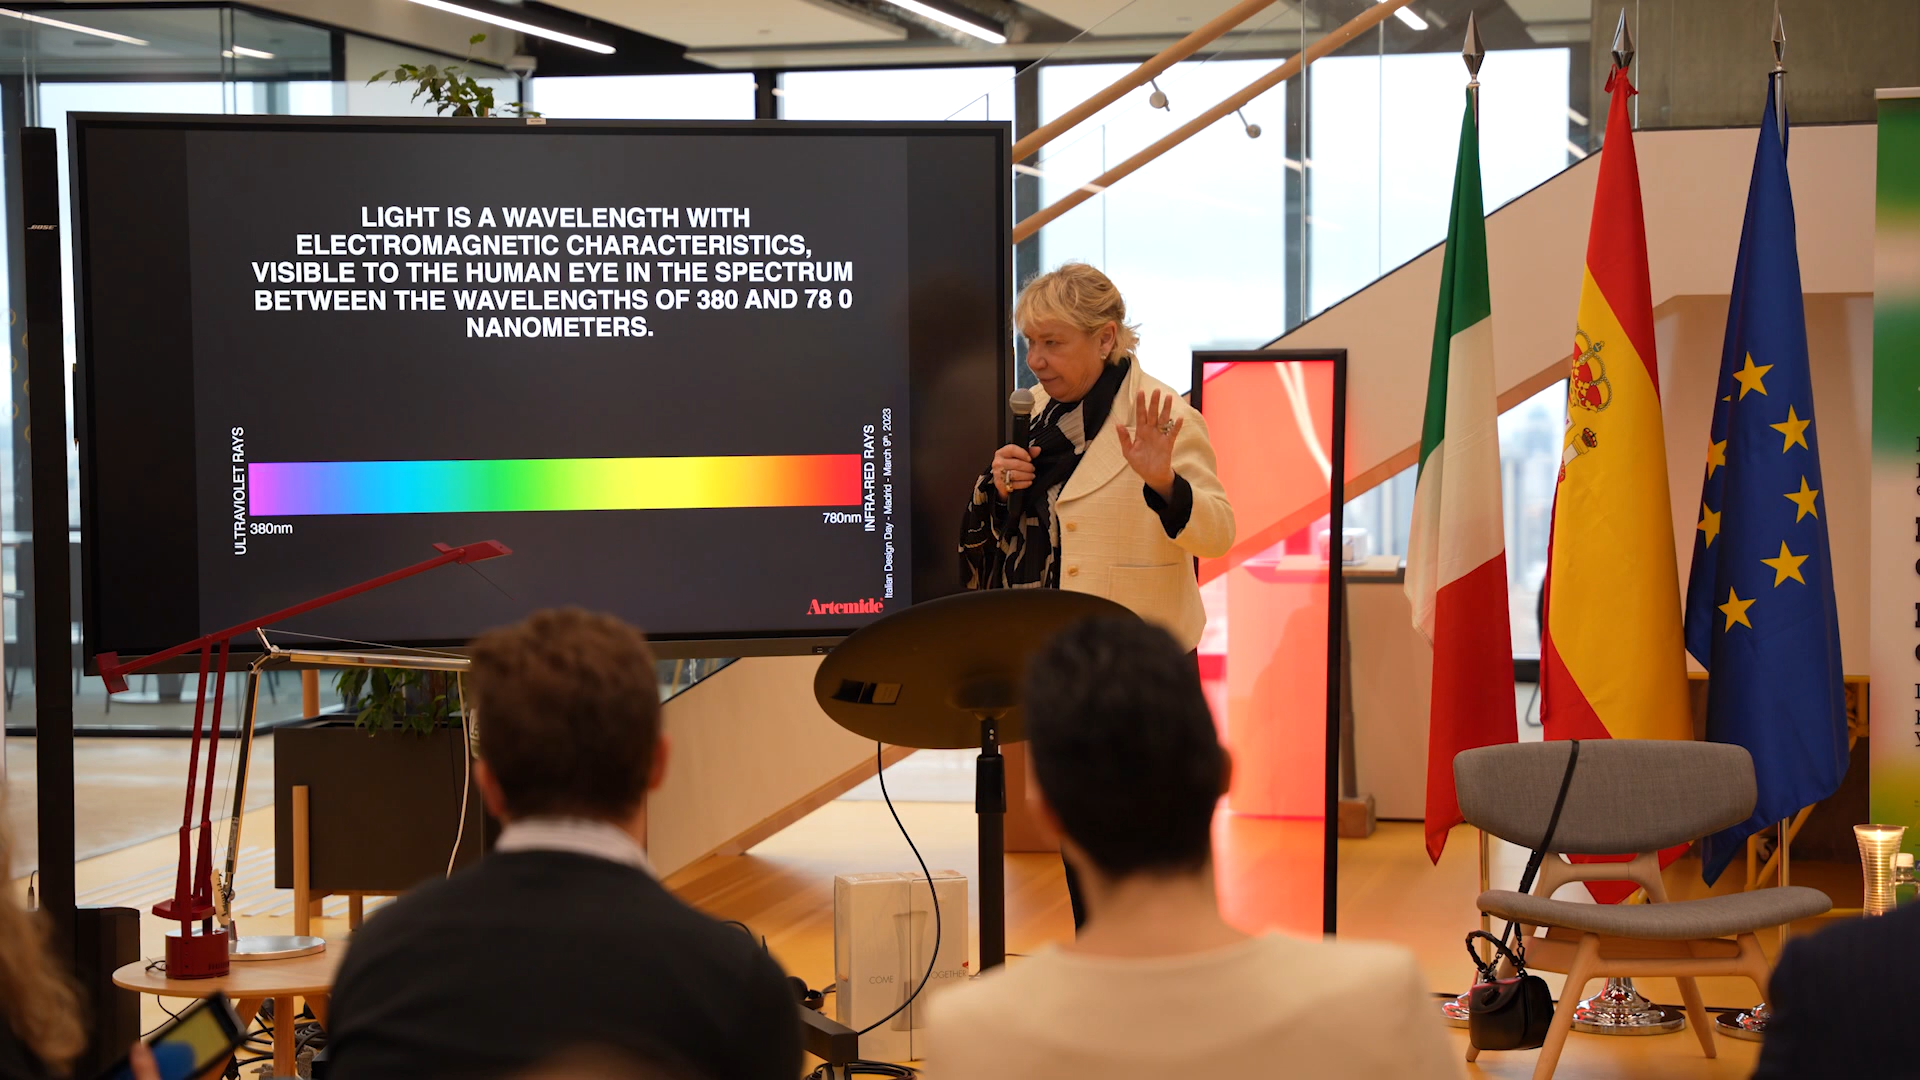 BOSE
LIGHT IS A WAVELENGTH WITH
ELECTROMAGNETIC CHARACTERISTICS,
VISIBLE TO THE HUMAN EYE IN THE SPECTRUM
BETWEEN THE WAVELENGTHS OF 380 AND 78 0
NANOMETERS.
ULTRAVIOLET RAYS
380nm
780nm
INFRA-RED RAYS
Italian Design Day - Madrid - March 9th, 2023
Artemide
COME
TOGETHER